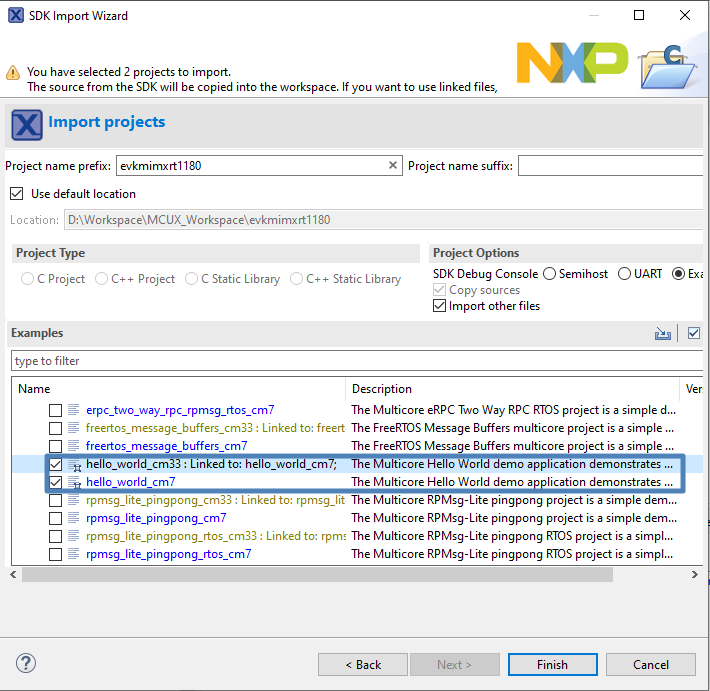 SDK Import Wizard
You have selected 2 projects to import.
The source from the SDK will be copied into the workspace. If you want to use linked files,
NXP
C
X
Import projects
Project name prefix: evkmimxrt1180 Project name suffix:
Use default location
Location: D:\Workspace\MCUX_Workspace\evkmimxrt1180
Project Type
Project Options
C Project C++ Project C Static Library C++ Static Library
SDK Debug Console Semihost UART Exa
Copy sources
Import other files
Examples
type to filter
Name Description Ver
erpc_two_way_rpc_rpmsg_rtos_cm7 The Multicore eRPC Two Way RPC RTOS project is a simple d...
freertos_message_buffers_cm33 : Linked to: freert The FreeRTOS Message Buffers multicore project is a simple ...
freertos_message_buffers_cm7 The FreeRTOS Message Buffers multicore project is a simple ...
hello_world_cm33 : Linked to: hello_world_cm7; The Multicore Hello World demo application demonstrates ...
hello_world_cm7 The Multicore Hello World demo application demonstrates ...
rpmsg_lite_pingpong_cm33 : Linked to: rpmsg_lit The Multicore RPMsg-Lite pingpong project is a simple dem...
rpmsg_lite_pingpong_cm7 The Multicore RPMsg-Lite pingpong project is a simple dem...
rpmsg_lite_pingpong_rtos_cm33 : Linked to: rpms The Multicore RPMsg-Lite pingpong RTOS project is a simpl...
rpmsg_lite_pingpong_rtos_cm7 The Multicore RPMsg-Lite pingpong RTOS project is a simpl...
? < Back Next > Finish Cancel